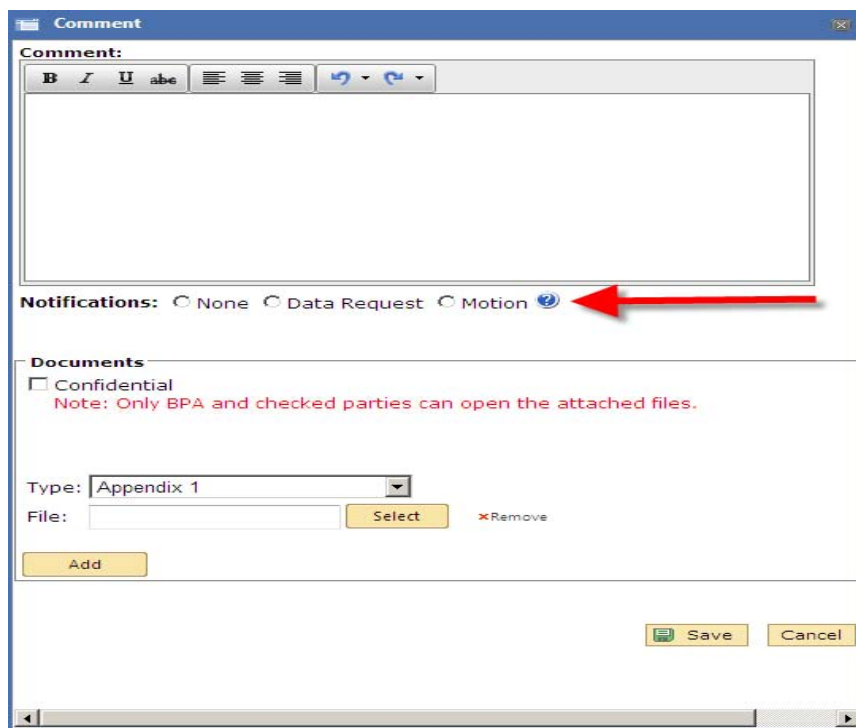 Comment
Comment:
B I U abc
Notifications: None Data Request Motion ?
Documents
Confidential
Note: Only BPA and checked parties can open the attached files.
Type: Appendix 1
File: Select ×Remove
Add
Save Cancel